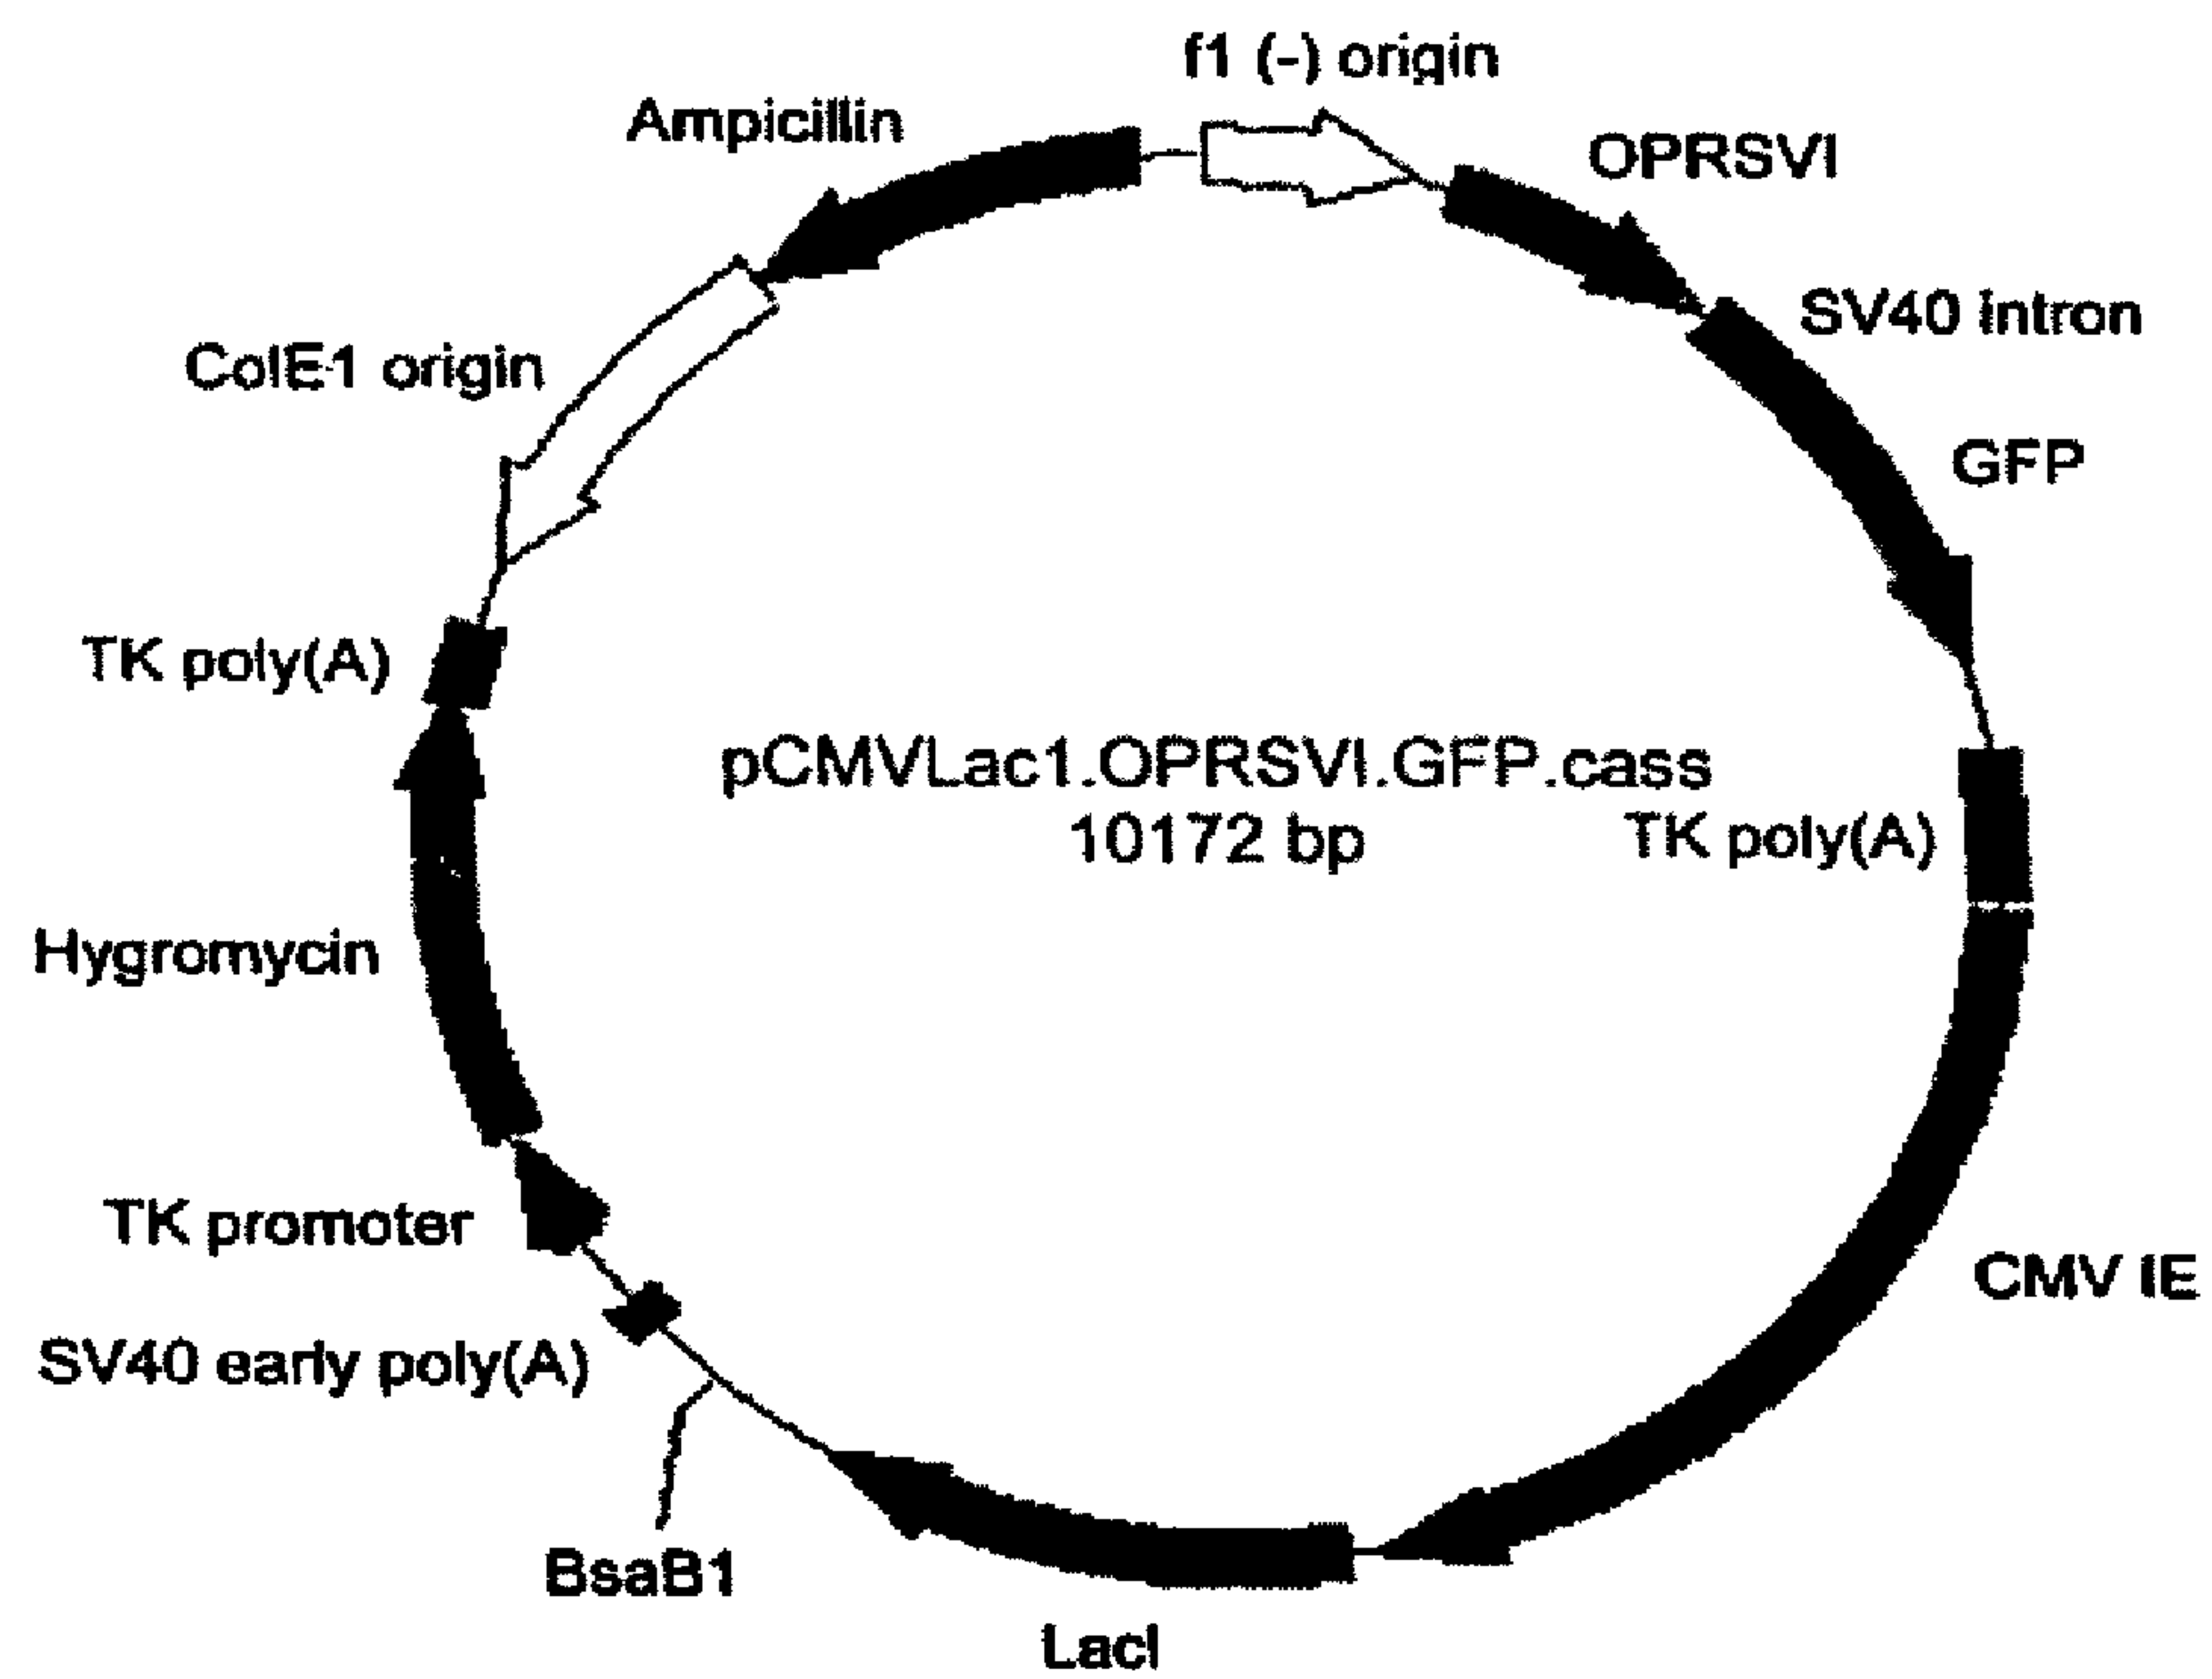 f1 (-) origin
Ampicillin
OPRSVI
SV40 Intron
ColE1 origin
GFP
TK poly(A)
pCMVLac1.OPRSVI.GFP.cass
10172 bp
TK poly(A)
Hygromycin
TK promoter
CMV IE
SV40 early poly(A)
BsaB1
LacI